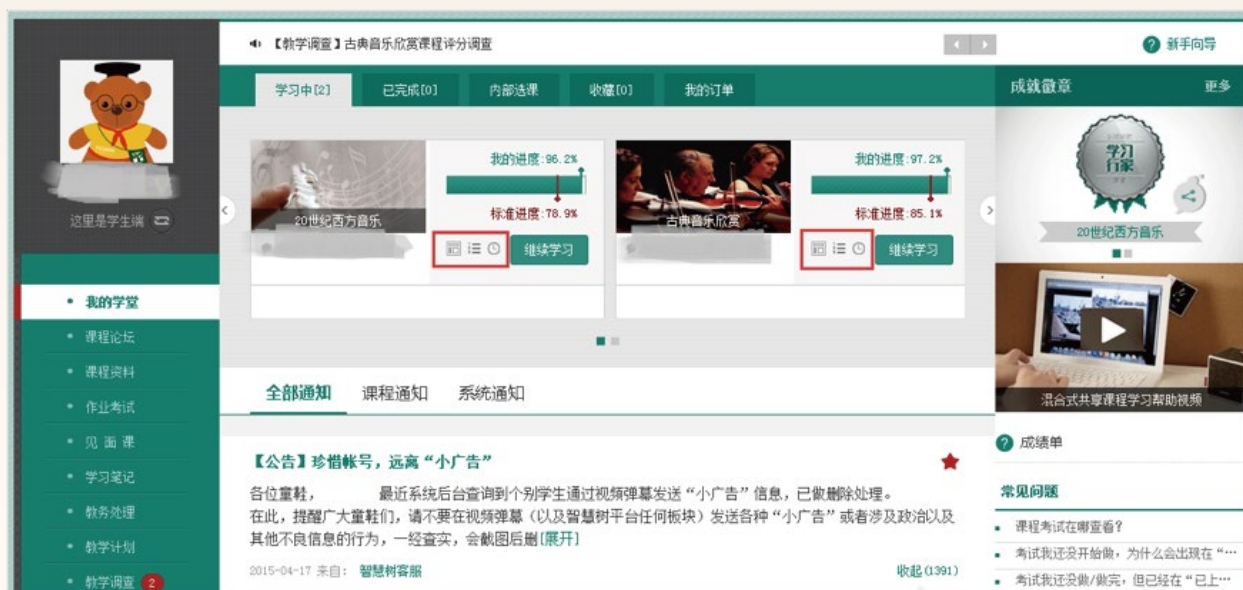 【教学调查】古典音乐欣赏课程评分调查
新手向导
这里是学生端
我的学堂
课程论坛
课程资料
作业考试
见面课
学习笔记
教务处理
教学计划
教学调查 2
学习中[2]
已完成[0]
内部选课
收藏[0]
我的订单
20世纪西方音乐
我的进度:96.2%
标准进度:78.9%
继续学习
古典音乐欣赏
我的进度:97.2%
标准进度:85.1%
继续学习
全部通知
课程通知
系统通知
【公告】珍惜帐号，远离“小广告”
各位童鞋， 最近系统后台查询到个别学生通过视频弹幕发送“小广告”信息，已做删除处理。
在此，提醒广大童鞋们，请不要在视频弹幕（以及智慧树平台任何板块）发送各种“小广告”或者涉及政治以及
其他不良信息的行为，一经查实，会截图后删[展开]
2015-04-17 来自： 智慧树客服
收起(1391)
成就徽章
更多
学习
行家
20世纪西方音乐
混合式共享课程学习帮助视频
成绩单
常见问题
课程考试在哪查看？
考试我还没开始做，为什么会出现在“…
考试我还没做/做完，但已经在“已上…